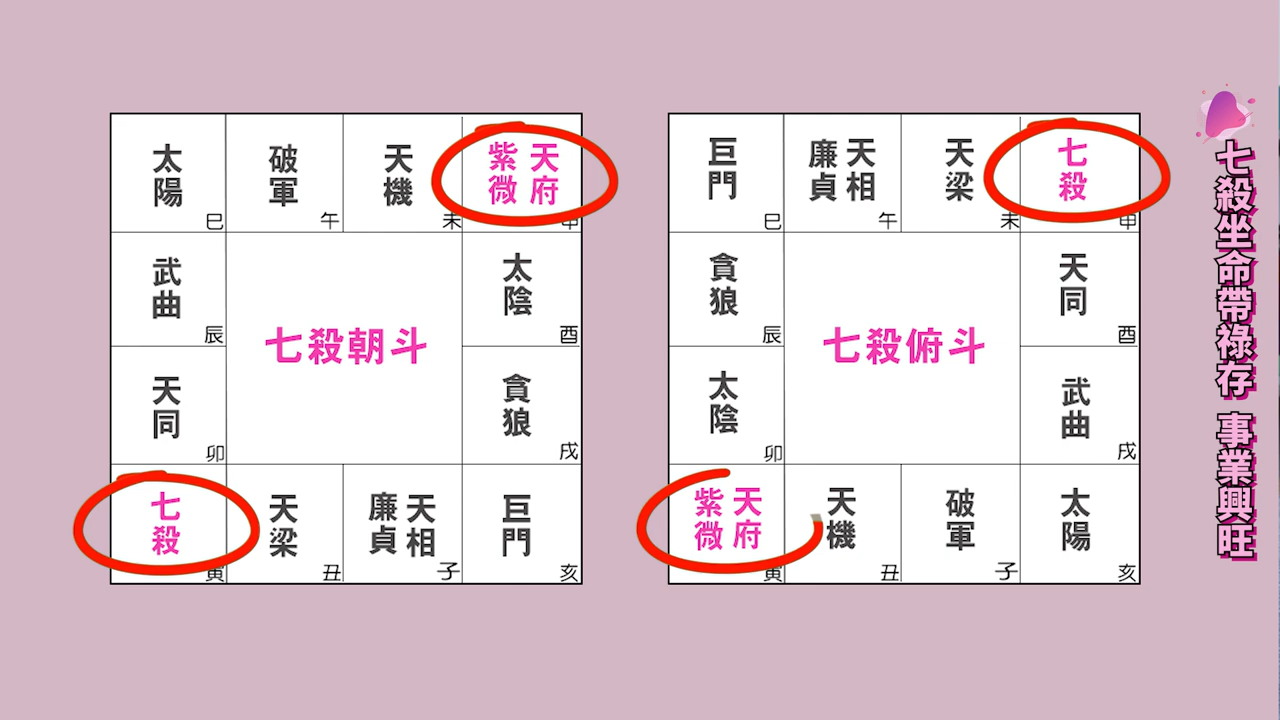 太陽
巳
破軍
午
天機
未
紫微
天府
申
武曲
辰
太陰
酉
七殺朝斗
天同
卯
貪狼
戌
七殺
寅
天梁
丑
廉貞
天相
子
巨門
亥
巨門
巳
廉貞
天相
午
天梁
未
七殺
申
貪狼
辰
天同
酉
七殺俯斗
太陰
卯
武曲
戌
紫微
天府
寅
天機
丑
破軍
子
太陽
亥
七殺坐命帶祿存 事業興旺